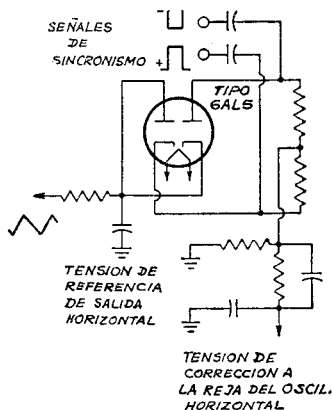 SEÑALES
DE
SINCRONISMO
-
+
TIPO
6AL5
TENSION DE
REFERENCIA
DE SALIDA
HORIZONTAL
TENSION DE
CORRECCION A
LA REJA DEL OSCIL.
HORIZONTAL